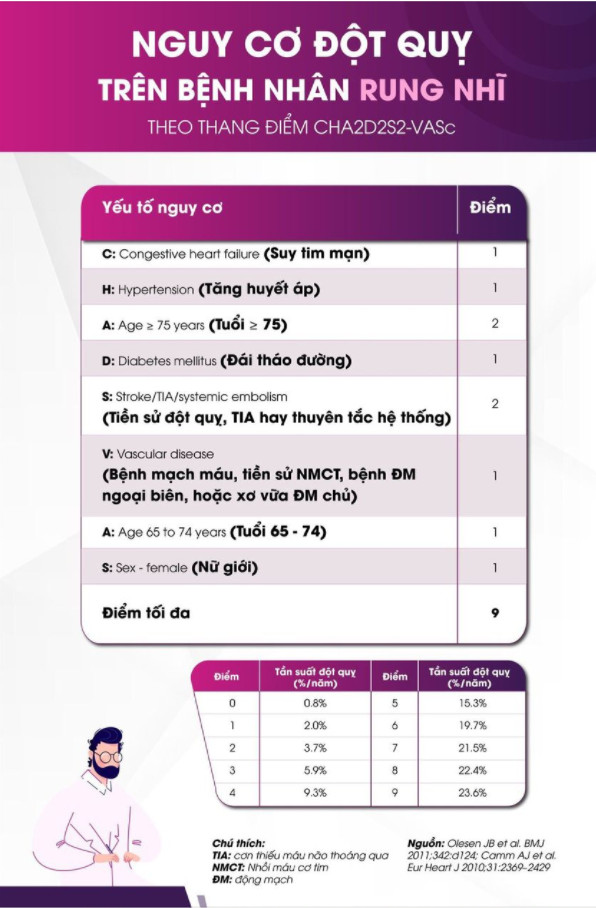 NGUY CƠ ĐỘT QUỴ
TRÊN BỆNH NHÂN RUNG NHĨ
THEO THANG ĐIỂM CHA2D2S2-VASc
Yếu tố nguy cơ Điểm
C: Congestive heart failure (Suy tim mạn) 1
H: Hypertension (Tăng huyết áp) 1
A: Age ≥ 75 years (Tuổi ≥ 75) 2
D: Diabetes mellitus (Đái tháo đường) 1
S: Stroke/TIA/systemic embolism
(Tiền sử đột quỵ, TIA hay thuyên tắc hệ thống) 2
V: Vascular disease
(Bệnh mạch máu, tiền sử NMCT, bệnh ĐM
ngoại biên, hoặc xơ vữa ĐM chủ) 1
A: Age 65 to 74 years (Tuổi 65 - 74) 1
S: Sex - female (Nữ giới) 1
Điểm tối đa 9
Điểm Tần suất đột quỵ (%/năm) Điểm Tần suất đột quỵ (%/năm)
0 0.8% 5 15.3%
1 2.0% 6 19.7%
2 3.7% 7 21.5%
3 5.9% 8 22.4%
4 9.3% 9 23.6%
Chú thích:
TIA: cơn thiếu máu não thoáng qua
NMCT: Nhồi máu cơ tim
ĐM: động mạch
Nguồn: Olesen JB et al. BMJ
2011;342:d124; Camm AJ et al.
Eur Heart J 2010;31:2369-2429